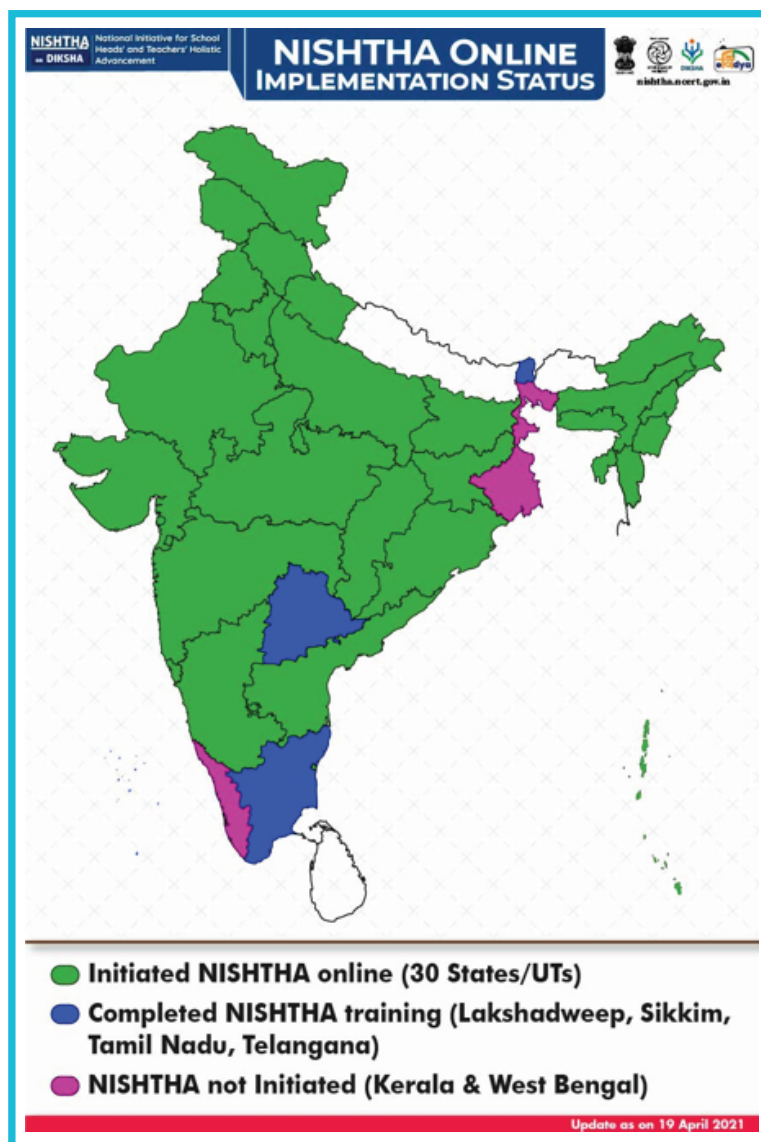 NISHTHA
on DIKSHA
National Initiative for School
Heads' and Teachers' Holistic
Advancement
NISHTHA ONLINE
IMPLEMENTATION STATUS
DIKSHA
nishtha.ncert.gov.in
Initiated NISHTHA online (30 States/UTs)
Completed NISHTHA training (Lakshadweep, Sikkim,
Tamil Nadu, Telangana)
NISHTHA not Initiated (Kerala & West Bengal)
Update as on 19 April 2021